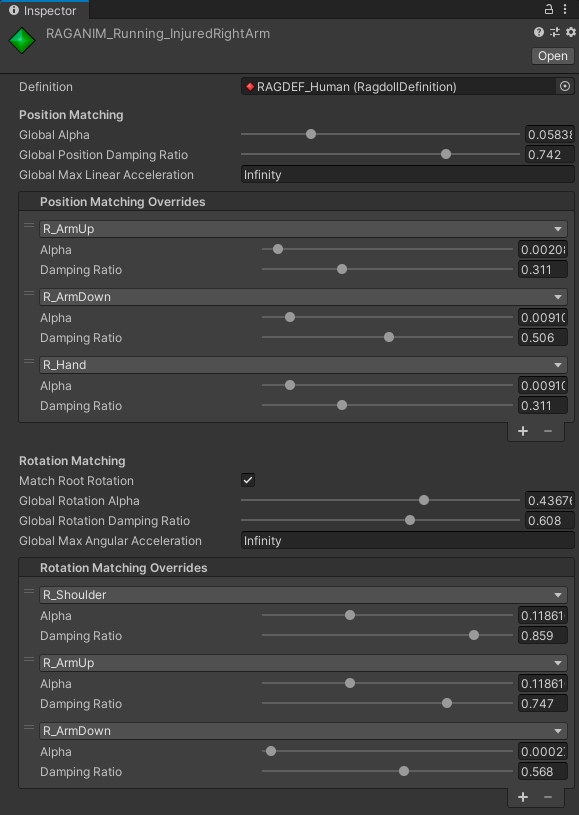 Inspector
RAGANIM_Running_InjuredRightArm
Open
Definition RAGDEF_Human (RagdollDefinition)
Position Matching
Global Alpha 0.05838
Global Position Damping Ratio 0.742
Global Max Linear Acceleration Infinity
Position Matching Overrides
R_ArmUp
Alpha 0.00208
Damping Ratio 0.311
R_ArmDown
Alpha 0.00910
Damping Ratio 0.506
R_Hand
Alpha 0.00910
Damping Ratio 0.311
Rotation Matching
Match Root Rotation
Global Rotation Alpha 0.43676
Global Rotation Damping Ratio 0.608
Global Max Angular Acceleration Infinity
Rotation Matching Overrides
R_Shoulder
Alpha 0.11861
Damping Ratio 0.859
R_ArmUp
Alpha 0.11861
Damping Ratio 0.747
R_ArmDown
Alpha 0.00027
Damping Ratio 0.568